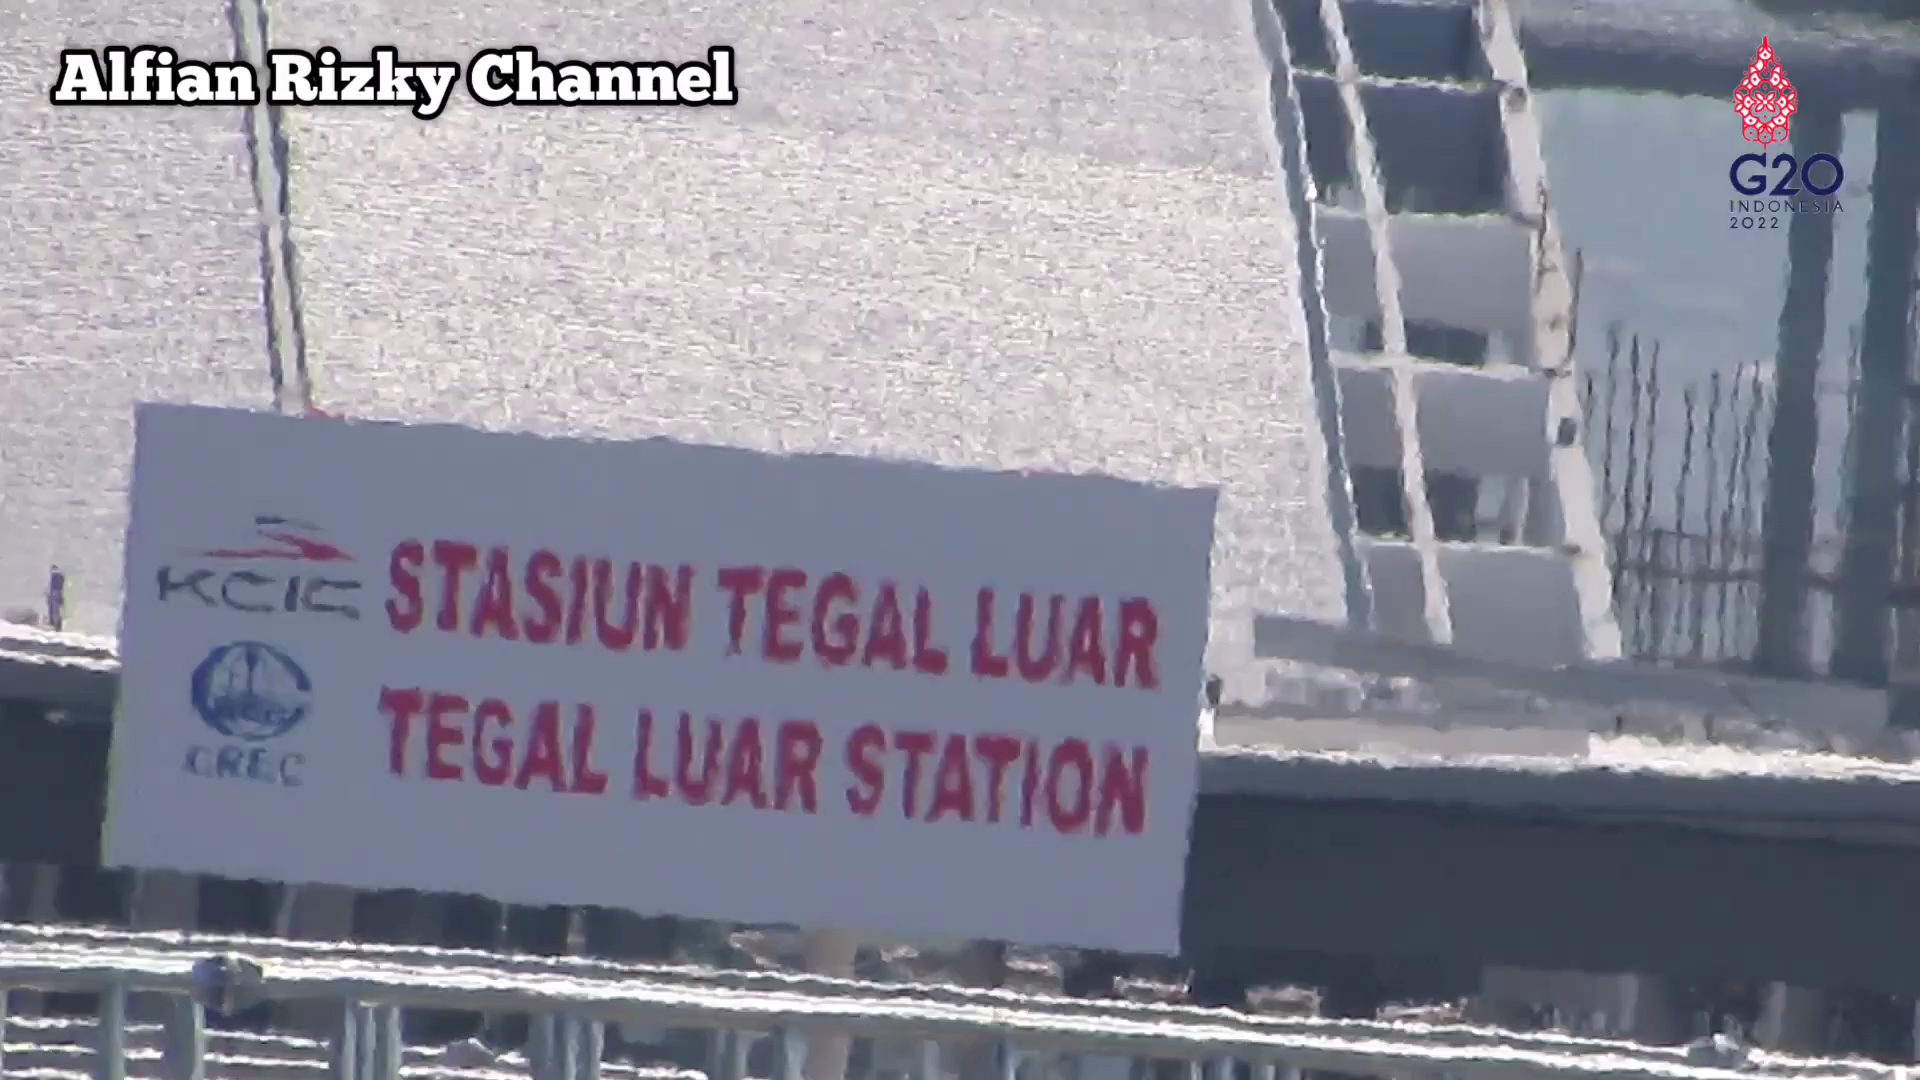 Alfian Rizky Channel
G20
INDONESIA
2022
KCIC
STASIUN TEGAL LUAR
CREC
TEGAL LUAR STATION